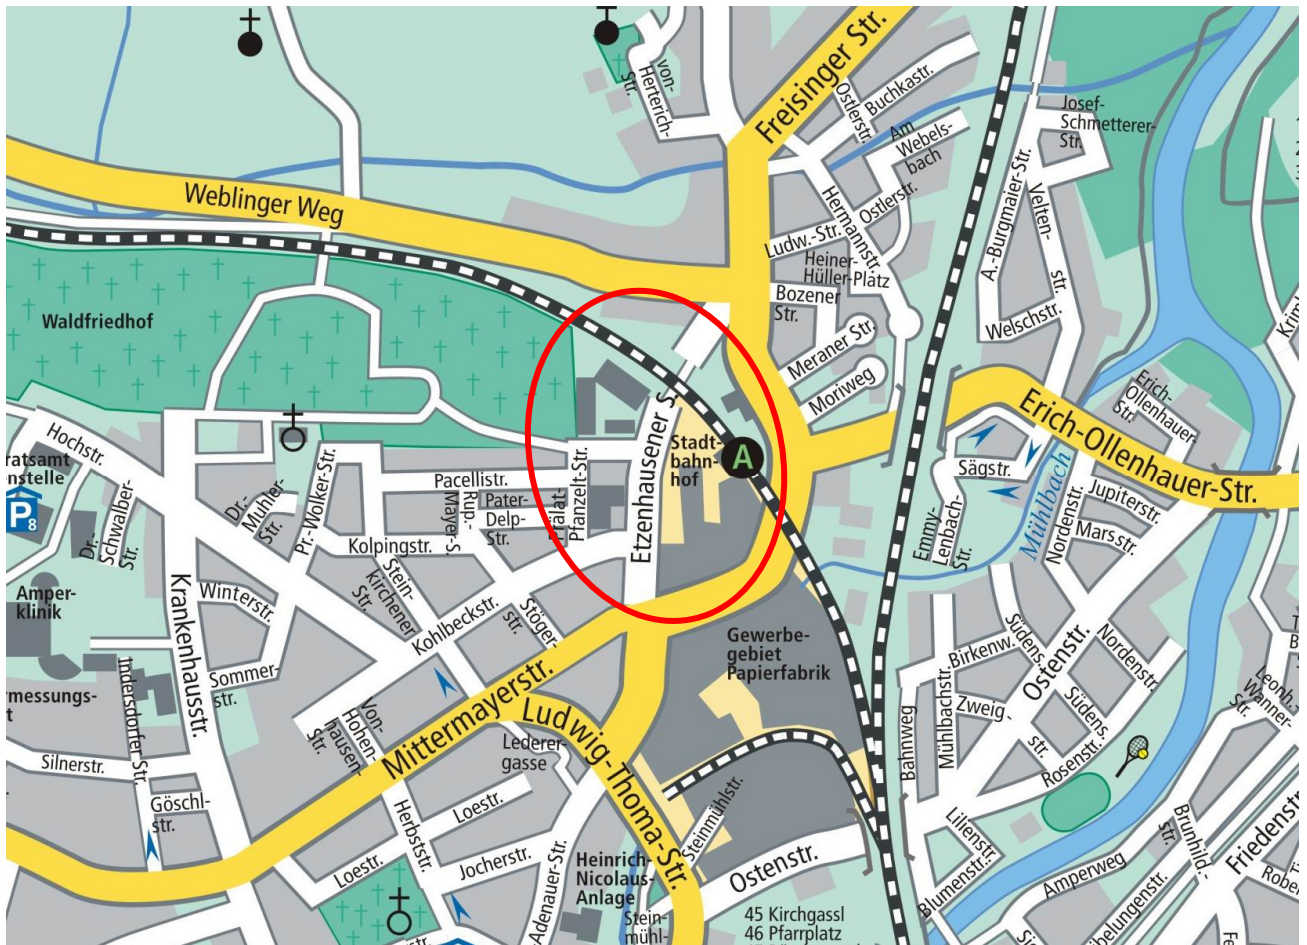 von-
Herterich-
Str.
Freisinger Str.
Ostlerstr.
Buchkastr.
Am
Webels-
bach
Josef-
Schmetterer-
Str.
Weblinger Weg
Hermannstr.
Ostlerstr.
Ludw.-Str.
Heiner-
Hüller-Platz
A.-Burgmaier-Str.
Velten-
str.
Bozener
Str.
Welschstr.
Waldfriedhof
Meraner Str.
Moriweg
Erich-
Ollenhauer-
Str.
Erich-Ollenhauer-Str.
Hochstr.
ratsamt
nstelle
P8
Dr.-
Schwalber-
Str.
Dr.-
Muhler-
Str.
Pr.-Wolker-Str.
Pacellistr.
Rup.-
Mayer-S.
Pater-
Delp-
Str.
Prälat-
Pfanzelt-Str.
Etzenhausener S.
Stadt-
bahn-
hof
A
Sägstr.
Emmy-
Lenbach-
Str.
Mühlbach
Nordenstr.
Jupiterstr.
Marsstr.
Kolpingstr.
Stein-
kirchener
Str.
Amper-
klinik
Krankenhausstr.
Winterstr.
Sommer-
str.
Kohlbeckstr.
Stöger-
str.
Gewerbe-
gebiet
Papierfabrik
Birkenw.
Südens
str.
Ostenstr.
Nordenstr.
Südens
Mühlbachstr.
Zweig-
Bahnweg
Rosenstr.
Leonh.-
Wanner-
Str.
rmessungs-
t
Indersdorfer Str.
Von-
Hohen-
hausen-
Str.
Mittermayerstr.
Ludwig-Thoma-Str.
Lederer-
gasse
Silnerstr.
Göschl-
str.
Loestr.
Herbststr.
Loestr.
Jocherstr.
Adenauer-Str.
Steinmühlstr.
Ostenstr.
Heinrich-
Nicolaus-
Anlage
Stein-
mühl-
45 Kirchgassl
46 Pfarrplatz
Lilienstr.
Blumenstr.
Amperweg
Brunhild-
str.
Friedenstr
Rober
ibelungenstr.